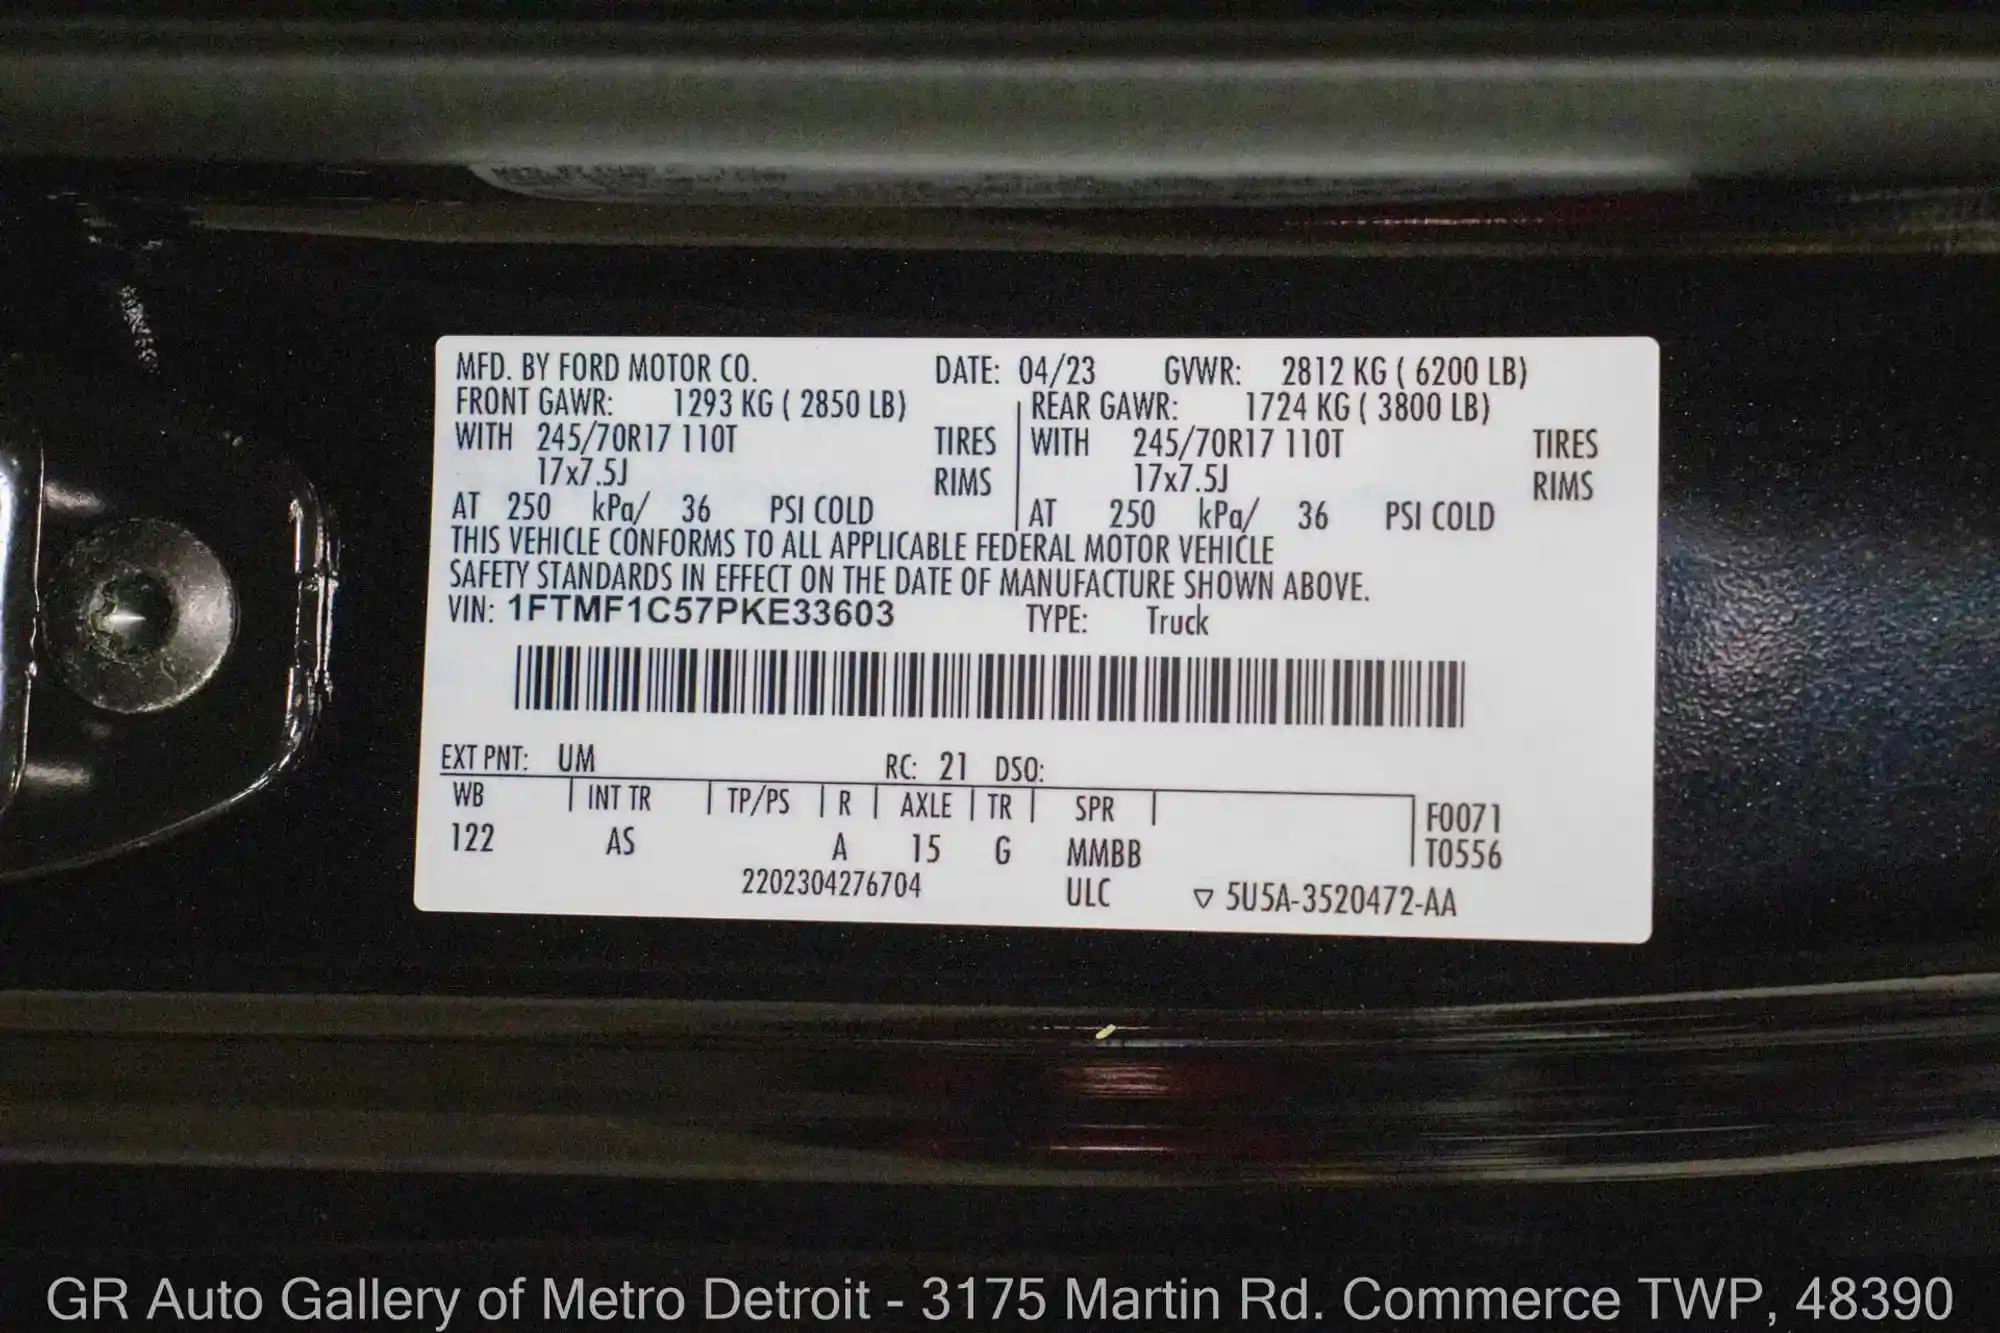 MFD. BY FORD MOTOR CO. DATE: 04/23 GVWR: 2812 KG ( 6200 LB)
FRONT GAWR: 1293 KG ( 2850 LB) REAR GAWR: 1724 KG ( 3800 LB)
WITH 245/70R17 110T TIRES WITH 245/70R17 110T TIRES
17x7.5J RIMS 17x7.5J RIMS
AT 250 kPa/ 36 PSI COLD AT 250 kPa/ 36 PSI COLD
THIS VEHICLE CONFORMS TO ALL APPLICABLE FEDERAL MOTOR VEHICLE
SAFETY STANDARDS IN EFFECT ON THE DATE OF MANUFACTURE SHOWN ABOVE.
VIN: 1FTMF1C57PKE33603 TYPE: Truck
EXT PNT: UM RC: 21 DSO:
WB INT TR TP/PS R AXLE TR SPR F0071
122 AS A 15 G MMBB T0556
2202304276704 ULC ▽ 5U5A-3520472-AA
GR Auto Gallery of Metro Detroit - 3175 Martin Rd. Commerce TWP, 48390